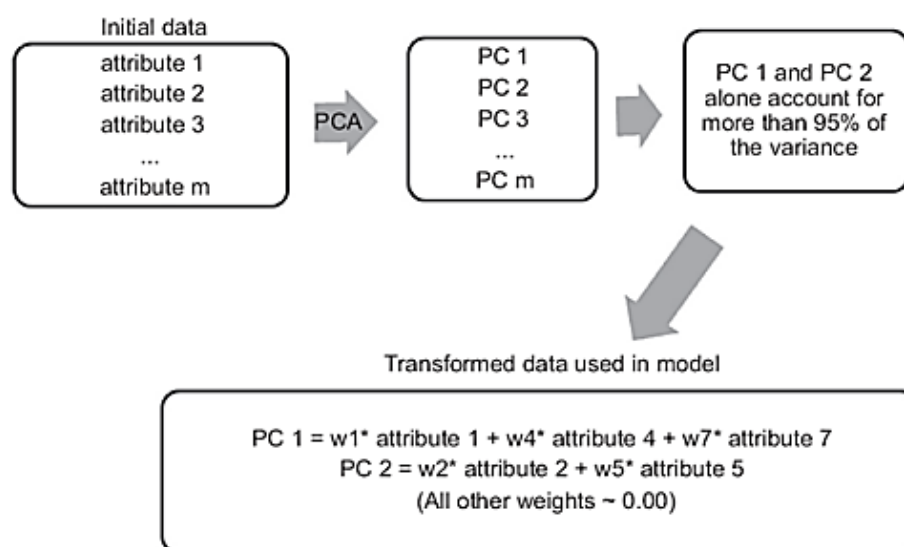 Initial data
attribute 1
attribute 2
attribute 3
...
attribute m
PCA
PC 1
PC 2
PC 3
...
PC m
PC 1 and PC 2
alone account for
more than 95% of
the variance
Transformed data used in model
PC 1 = w1* attribute 1 + w4* attribute 4 + w7* attribute 7
PC 2 = w2* attribute 2 + w5* attribute 5
(All other weights ~ 0.00)